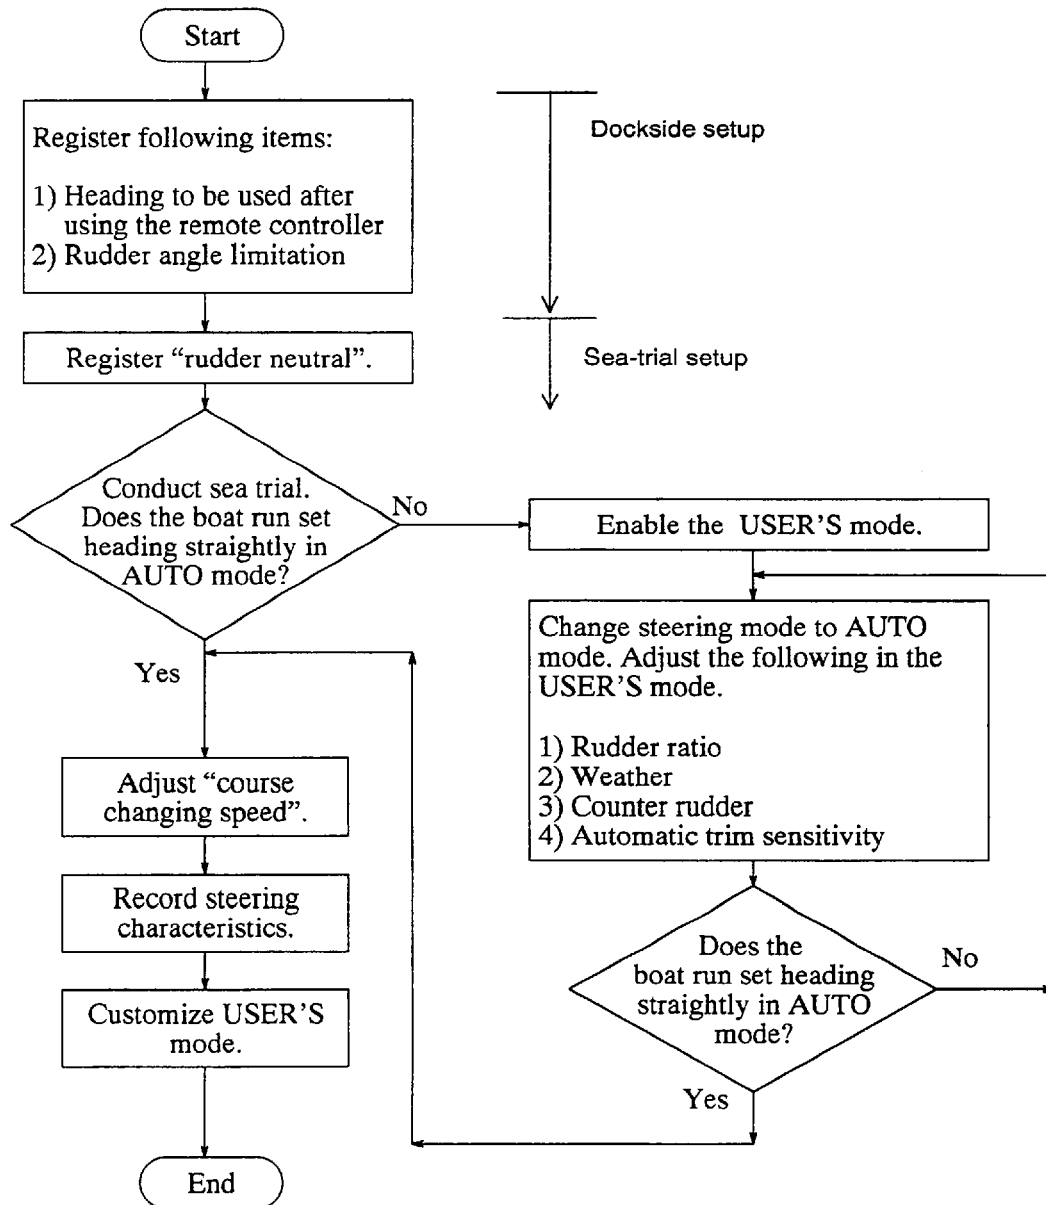 Start
Register following items:
1) Heading to be used after
using the remote controller
2) Rudder angle limitation
Dockside setup
Register “rudder neutral”.
Sea-trial setup
Conduct sea trial.
Does the boat run set
heading straightly in
AUTO mode?
No
Yes
Enable the USER’S mode.
Change steering mode to AUTO
mode. Adjust the following in the
USER’S mode.
1) Rudder ratio
2) Weather
3) Counter rudder
4) Automatic trim sensitivity
Does the
boat run set heading
straightly in AUTO
mode?
No
Yes
Adjust “course
changing speed”.
Record steering
characteristics.
Customize USER’S
mode.
End